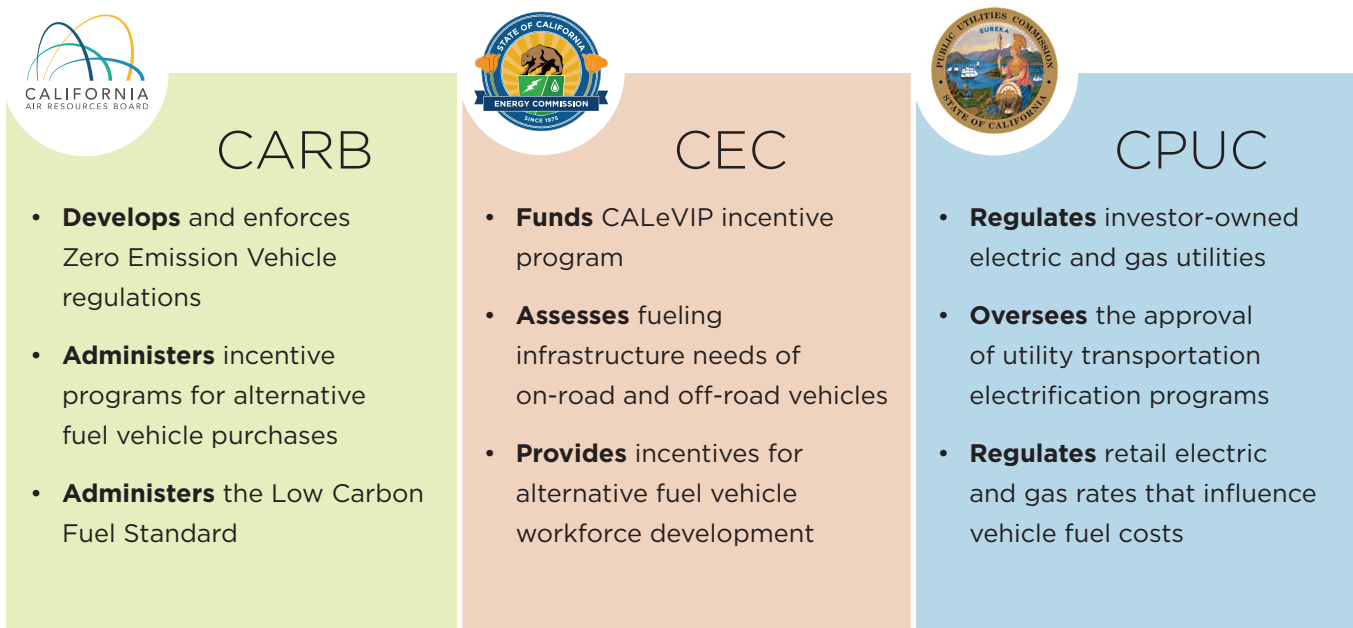 CALIFORNIA
AIR RESOURCES BOARD
CARB
• Develops and enforces
Zero Emission Vehicle
regulations
• Administers incentive
programs for alternative
fuel vehicle purchases
• Administers the Low Carbon
Fuel Standard
STATE OF CALIFORNIA
ENERGY COMMISSION
SINCE 1975
CEC
• Funds CALeVIP incentive
program
• Assesses fueling
infrastructure needs of
on-road and off-road vehicles
• Provides incentives for
alternative fuel vehicle
workforce development
PUBLIC UTILITIES COMMISSION
EUREKA
STATE OF CALIFORNIA
CPUC
• Regulates investor-owned
electric and gas utilities
• Oversees the approval
of utility transportation
electrification programs
• Regulates retail electric
and gas rates that influence
vehicle fuel costs